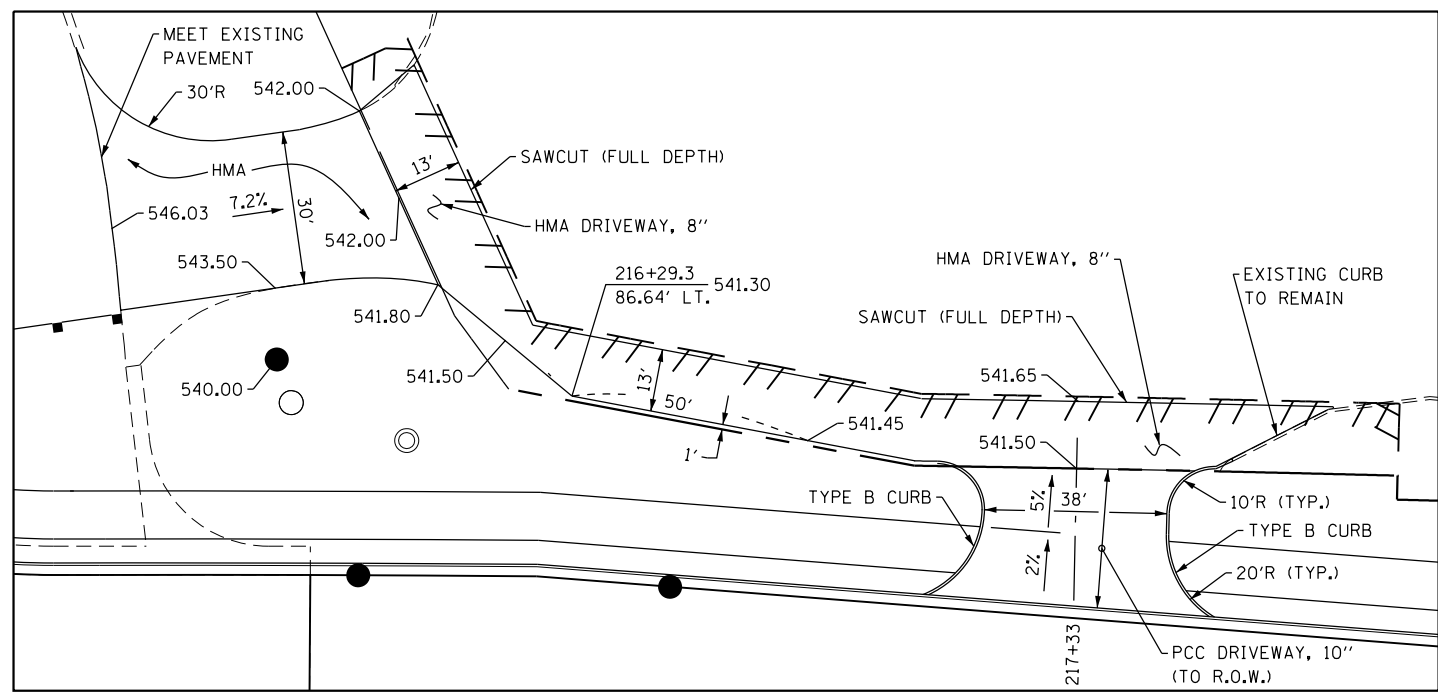 MEET EXISTING
PAVEMENT
30'R
542.00
HMA
13'
SAWCUT (FULL DEPTH)
546.03
7.2%
30'
542.00
HMA DRIVEWAY, 8"
543.50
216+29.3
86.64' LT.
541.30
HMA DRIVEWAY, 8"
EXISTING CURB
TO REMAIN
541.80
SAWCUT (FULL DEPTH)
540.00
541.50
13'
50'
541.65
541.45
1'
541.50
TYPE B CURB
5%
38'
10'R (TYP.)
TYPE B CURB
2%
20'R (TYP.)
217+33
PCC DRIVEWAY, 10"
(TO R.O.W.)